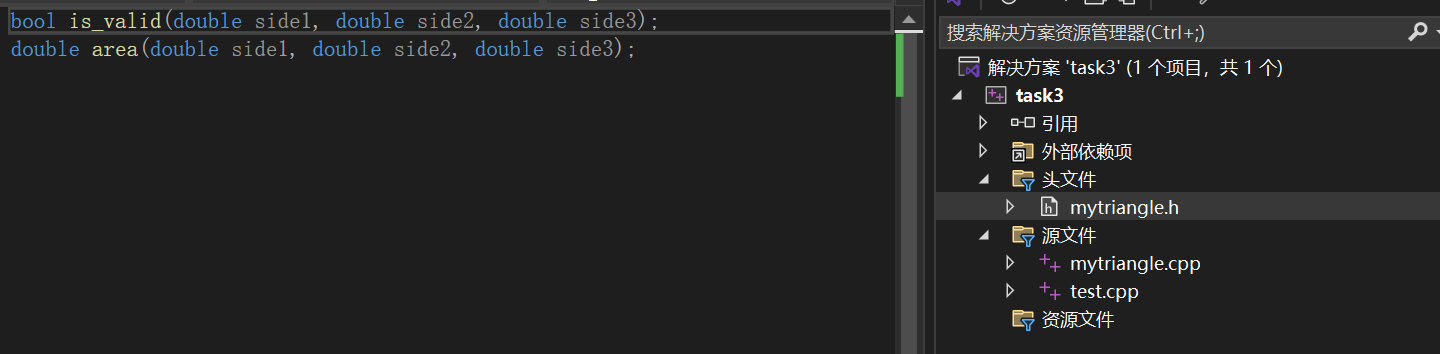 bool is_valid(double side1, double side2, double side3);
double area(double side1, double side2, double side3);
搜索解决方案资源管理器(Ctrl+;)
解决方案 'task3' (1 个项目，共 1 个)
task3
引用
外部依赖项
头文件
mytriangle.h
源文件
mytriangle.cpp
test.cpp
资源文件